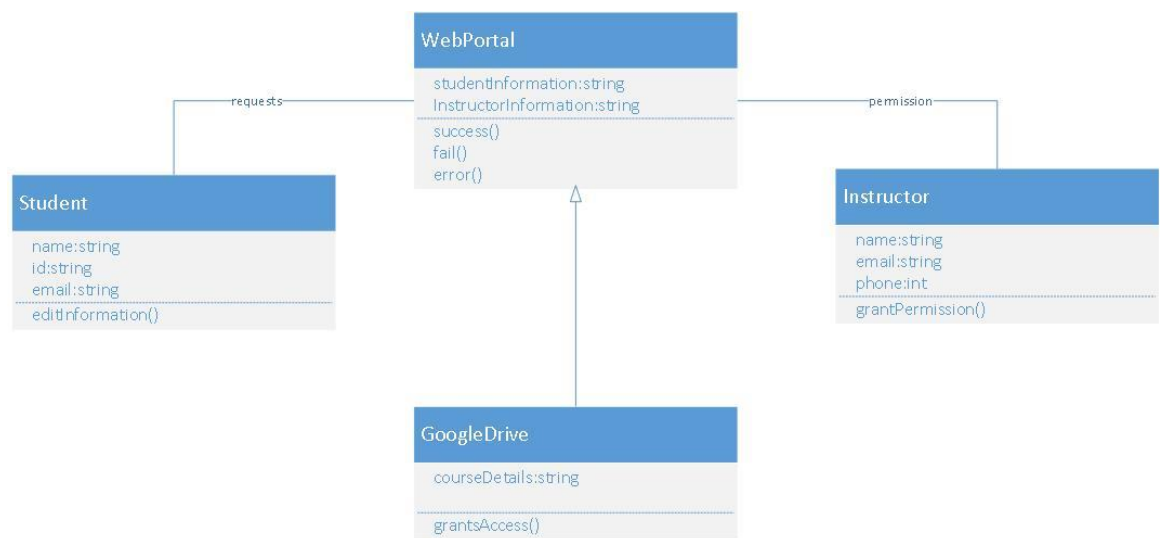 WebPortal
studentInformation:string
InstructorInformation:string
success()
fail()
error()
requests
permission
Student
name:string
id:string
email:string
editInformation()
Instructor
name:string
email:string
phone:int
grantPermission()
GoogleDrive
courseDetails:string
grantsAccess()